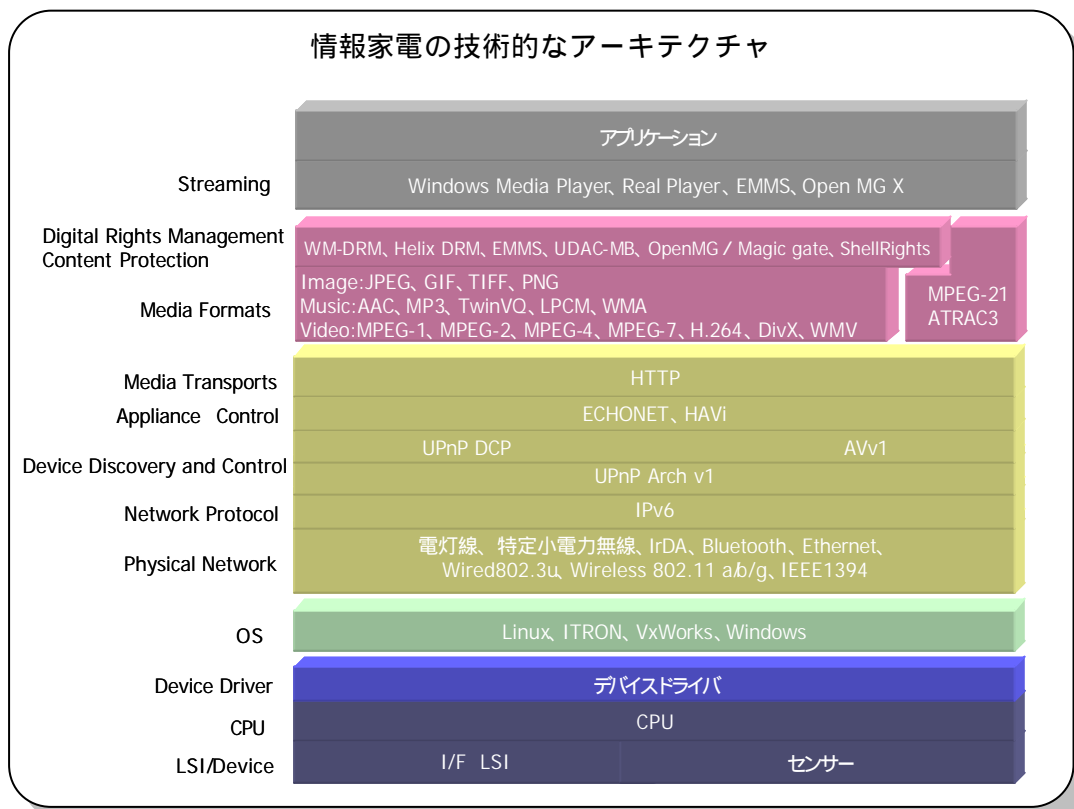 情報家電の技術的なアーキテクチャ
アプリケーション
Streaming
Windows Media Player、Real Player、EMMS、Open MG X
Digital Rights Management
Content Protection
WM-DRM、Helix DRM、EMMS、UDAC-MB、OpenMG/Magic gate、ShellRights
Media Formats
Image:JPEG、GIF、TIFF、PNG
Music:AAC、MP3、TwinVQ、LPCM、WMA
Video:MPEG-1、MPEG-2、MPEG-4、MPEG-7、H.264、DivX、WMV
MPEG-21
ATRAC3
Media Transports
HTTP
Appliance Control
ECHONET、HAVi
Device Discovery and Control
UPnP DCP
AVv1
UPnP Arch v1
Network Protocol
IPv6
Physical Network
電灯線、特定小電力無線、IrDA、Bluetooth、Ethernet、
Wired802.3u、Wireless 802.11 a/b/g、IEEE1394
OS
Linux、ITRON、VxWorks、Windows
Device Driver
デバイスドライバ
CPU
CPU
LSI/Device
I/F LSI
センサー